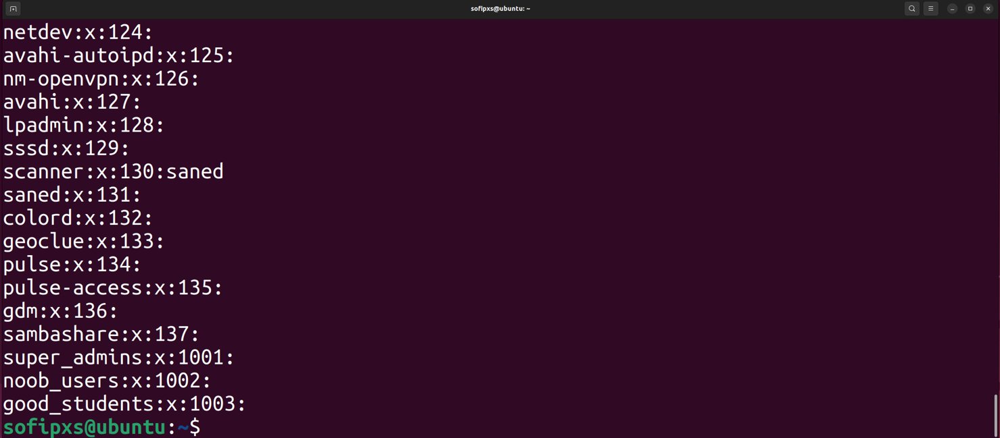 sofipxs@ubuntu: ~
netdev:x:124:
avahi-autoipd:x:125:
nm-openvpn:x:126:
avahi:x:127:
lpadmin:x:128:
sssd:x:129:
scanner:x:130:saned
saned:x:131:
colord:x:132:
geoclue:x:133:
pulse:x:134:
pulse-access:x:135:
gdm:x:136:
sambashare:x:137:
super_admins:x:1001:
noob_users:x:1002:
good_students:x:1003:
sofipxs@ubuntu:~$